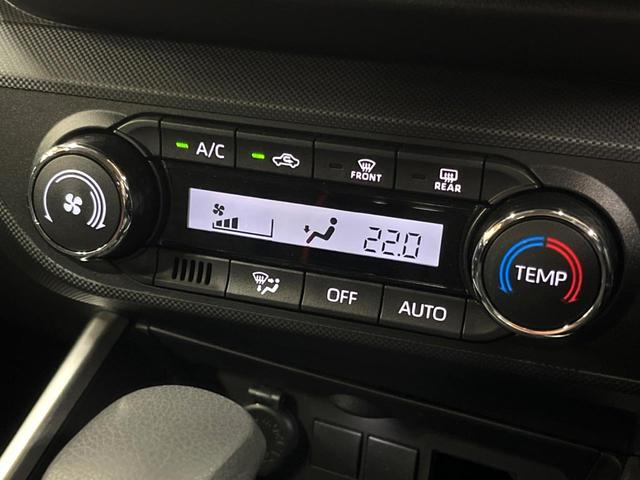 A/C
FRONT
REAR
22.0
TEMP
OFF
AUTO